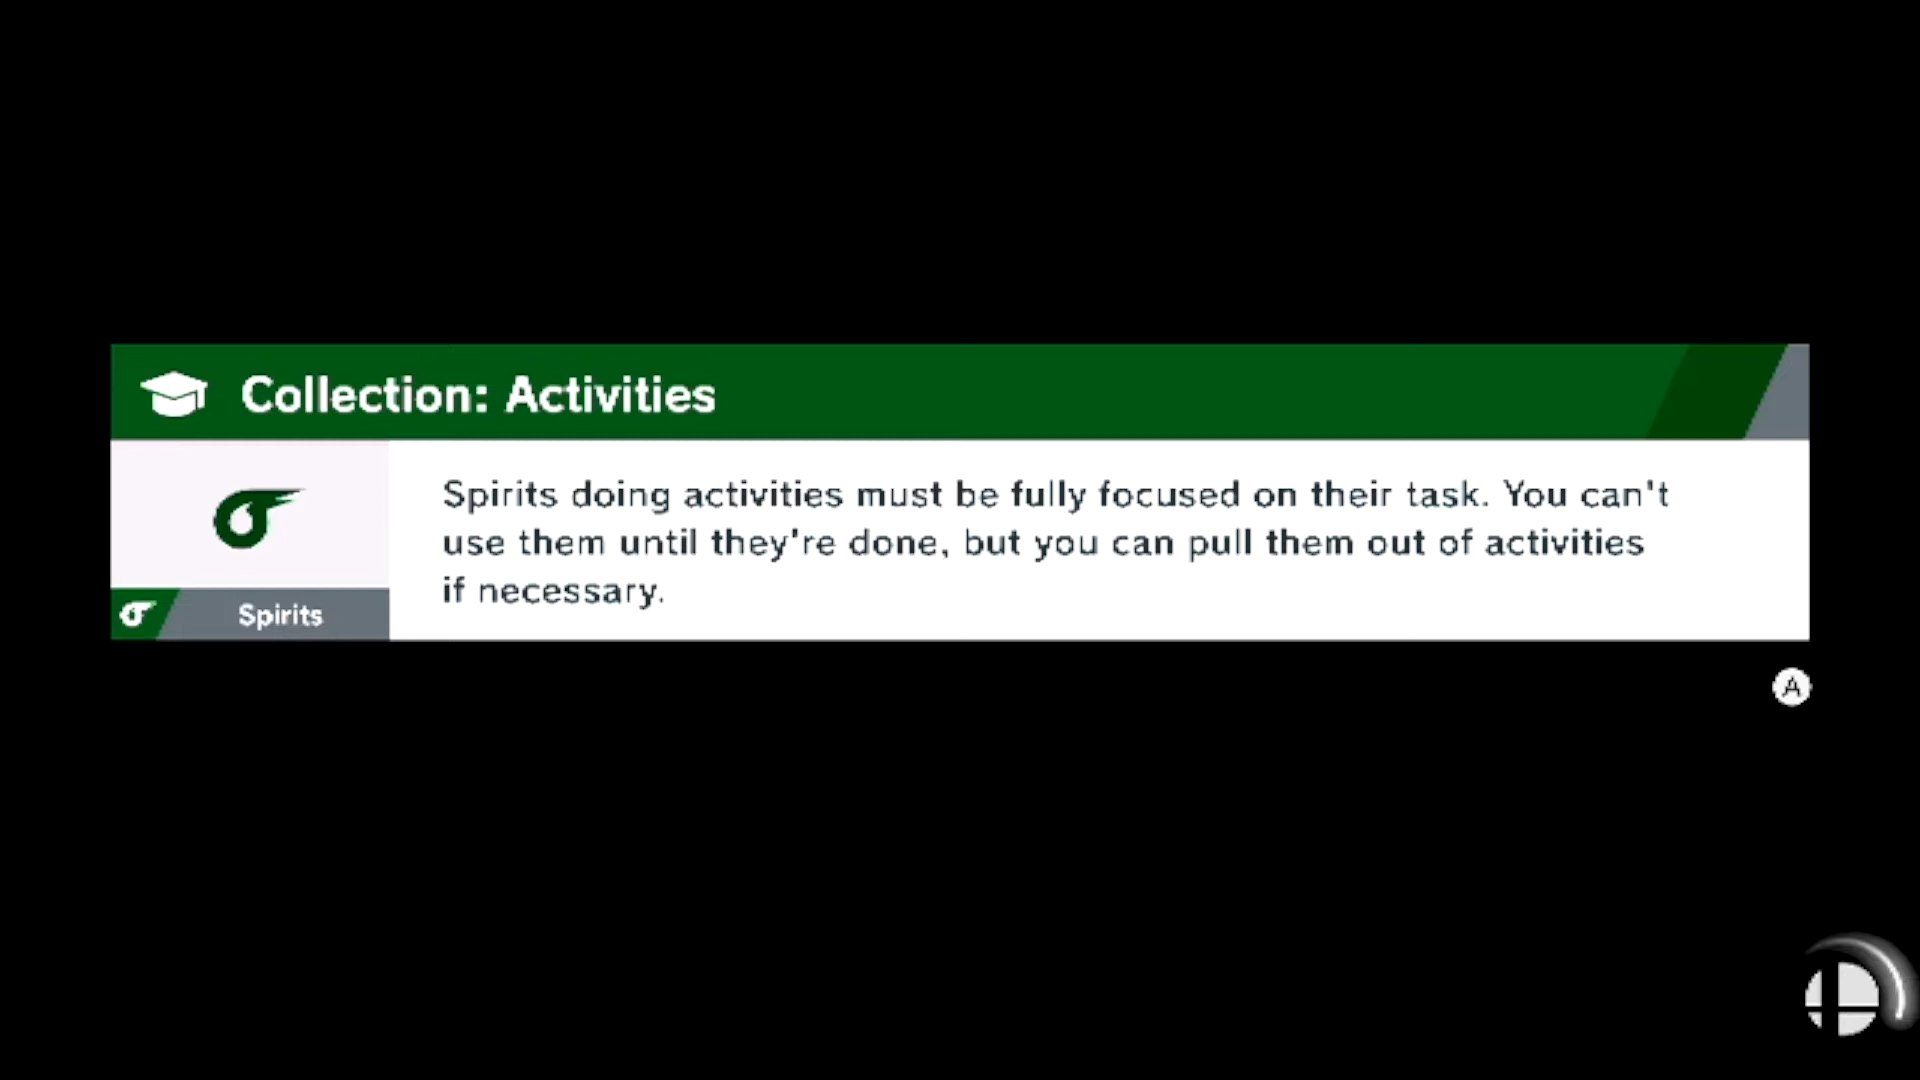 Collection: Activities
Spirits doing activities must be fully focused on their task. You can't
use them until they're done, but you can pull them out of activities
if necessary.
Spirits
A